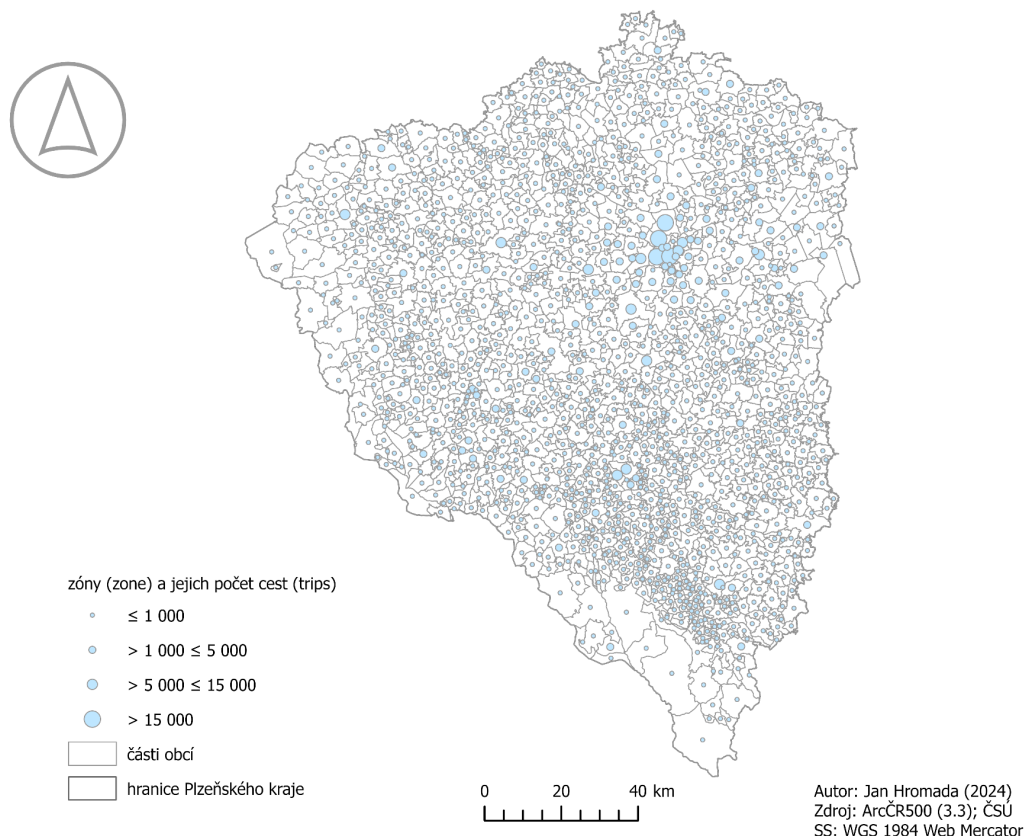 zóny (zone) a jejich počet cest (trips)
≤ 1 000
> 1 000 ≤ 5 000
> 5 000 ≤ 15 000
> 15 000
části obcí
hranice Plzeňského kraje
0 20 40 km
Autor: Jan Hromada (2024)
Zdroj: ArcČR500 (3.3); ČSÚ
SS: WGS 1984 Web Mercator